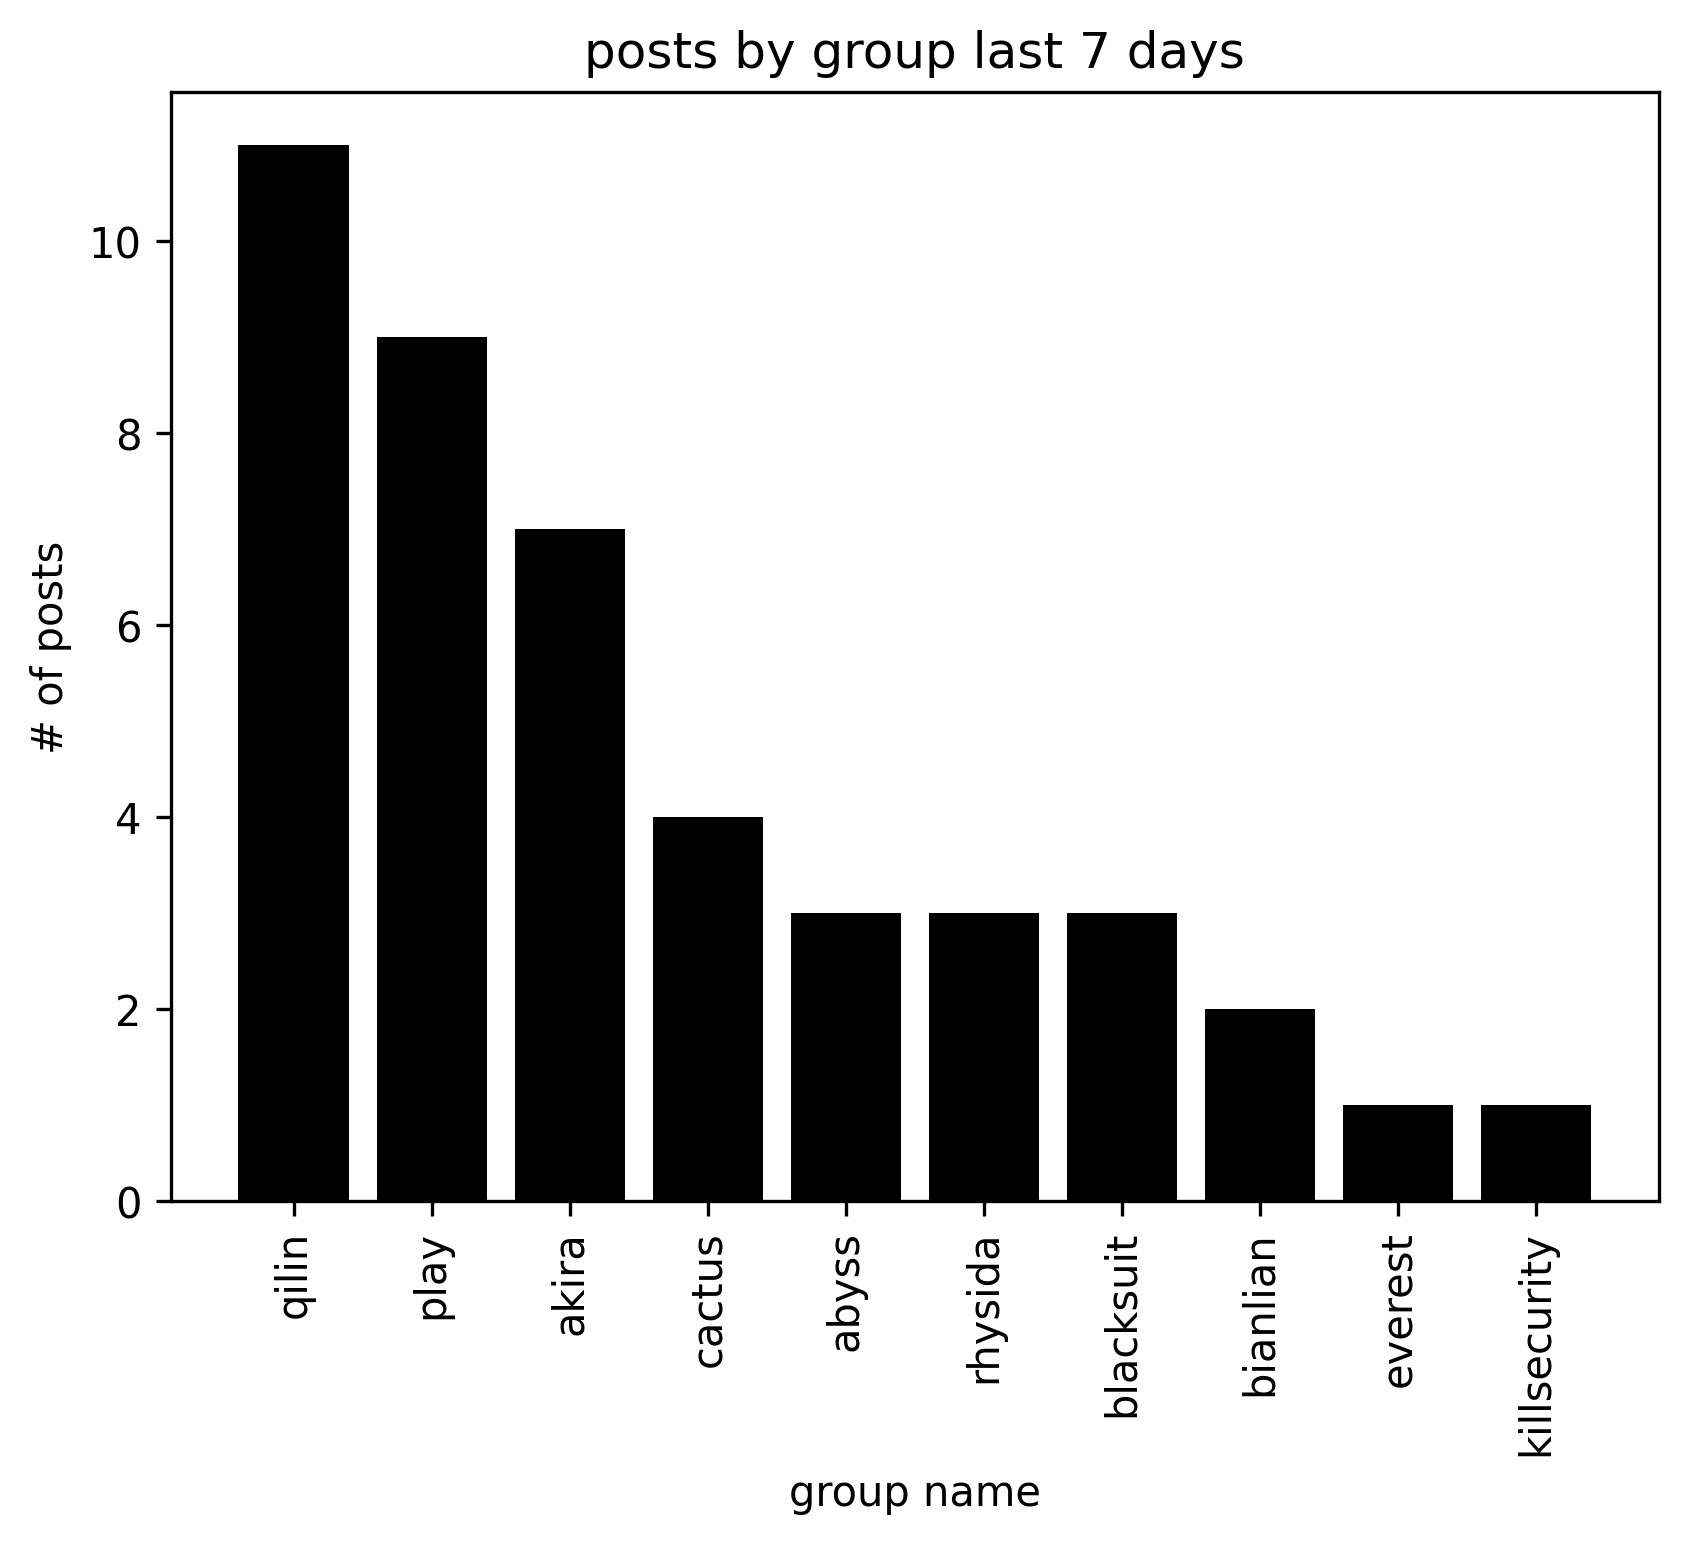 posts by group last 7 days
# of posts
10
8
6
4
2
0
qilin
play
akira
cactus
abyss
rhysida
blacksuit
bianlian
everest
killsecurity
group name